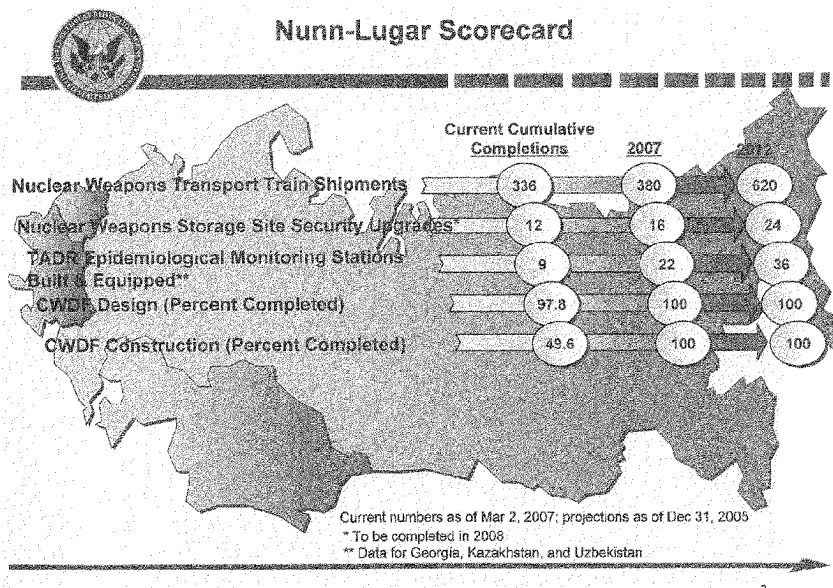 Nunn-Lugar Scorecard
Current Cumulative
Completions 2007 2012
Nuclear Weapons Transport Train Shipments 336 380 620
Nuclear Weapons Storage Site Security Upgrades* 12 16 24
TADR Epidemiological Monitoring Stations
Built & Equipped** 9 22 36
CWDF Design (Percent Completed) 97.8 100 100
CWDF Construction (Percent Completed) 49.6 100 100
Current numbers as of Mar 2, 2007; projections as of Dec 31, 2005
* To be completed in 2008
** Data for Georgia, Kazakhstan, and Uzbekistan